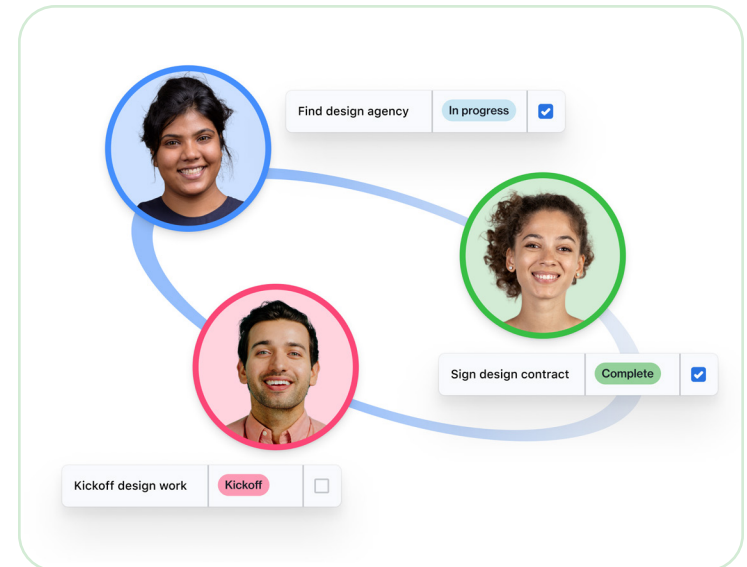 Find design agency In progress
Sign design contract Complete
Kickoff design work Kickoff